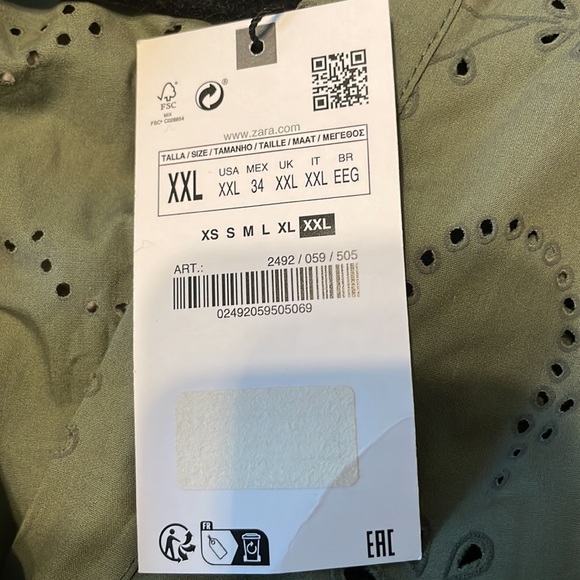 FSC
MIX
www.zara.com
TALLA / SIZE / TAMANHO / TAILLE / MAAT / ΜΕΓΕΘΟΣ
XXL
USA MEX UK IT BR
XXL 34 XXL XXL EEG
XS S M L XL XXL
ART.: 2492 / 059 / 505
02492059505069
FR
EAC